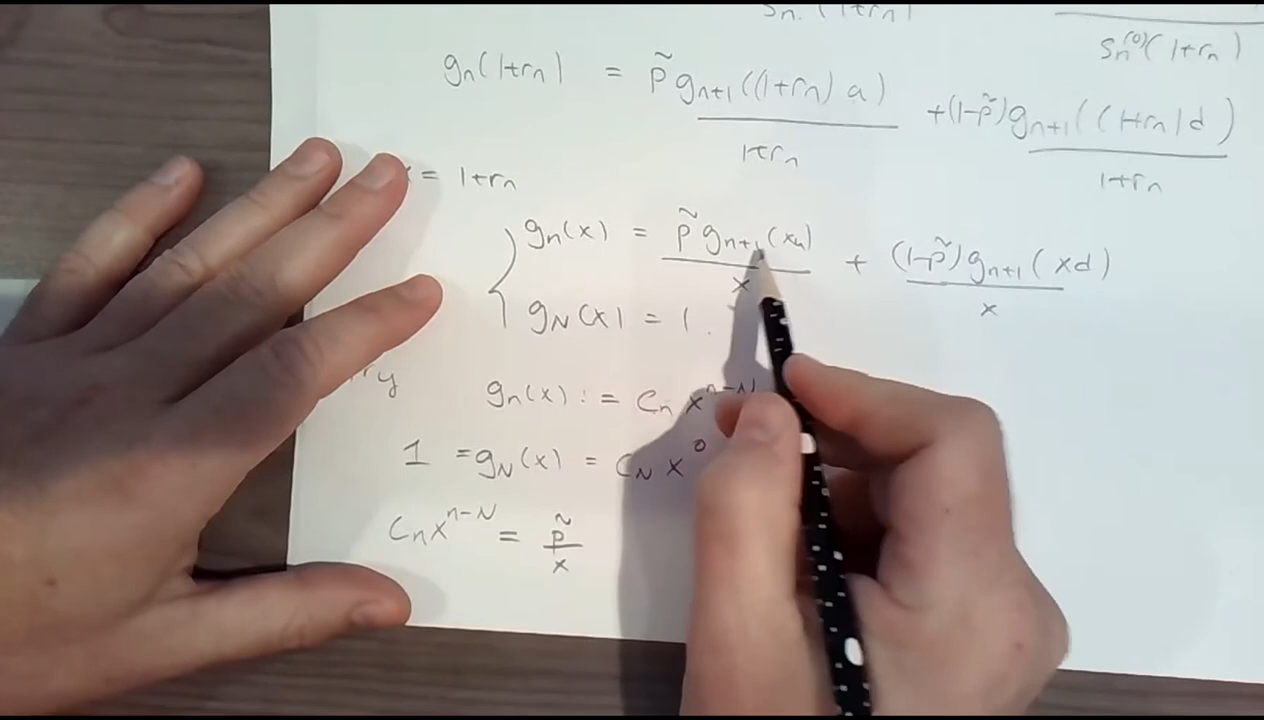 Sn. (1+rn)
Sn^(0)(1+rn)
gn(1+rn) = p̃ gn+1((1+rn) u) / 1+rn + (1-p̃) gn+1((1+rn)d) / 1+rn
= 1+rn
gn(x) = p̃ gn+1(xu) / x + (1-p̃) gn+1(xd) / x
gN(x) = 1.
ry gn(x) := cn x^n-N
1 = gN(x) = cN x^0
cn x^n-N = p̃ / x